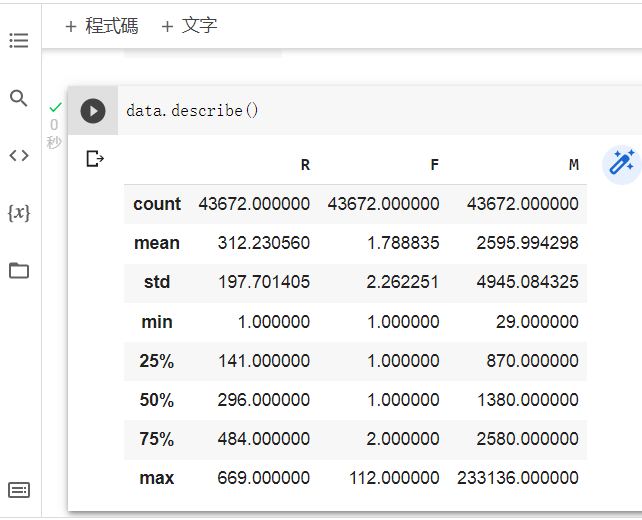 + 程式碼 + 文字
0
秒
data.describe()
R F M
count 43672.000000 43672.000000 43672.000000
mean 312.230560 1.788835 2595.994298
std 197.701405 2.262251 4945.084325
min 1.000000 1.000000 29.000000
25% 141.000000 1.000000 870.000000
50% 296.000000 1.000000 1380.000000
75% 484.000000 2.000000 2580.000000
max 669.000000 112.000000 233136.000000
{x}